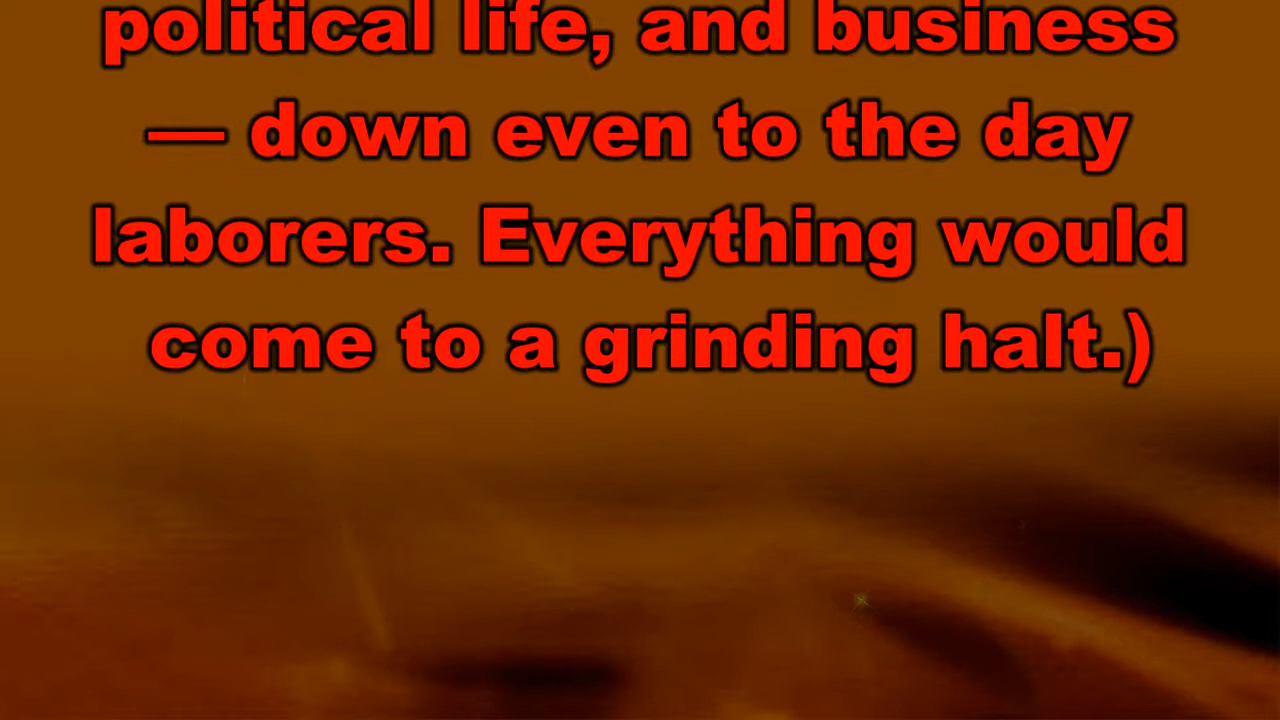 political life, and business
— down even to the day
laborers. Everything would
come to a grinding halt.)